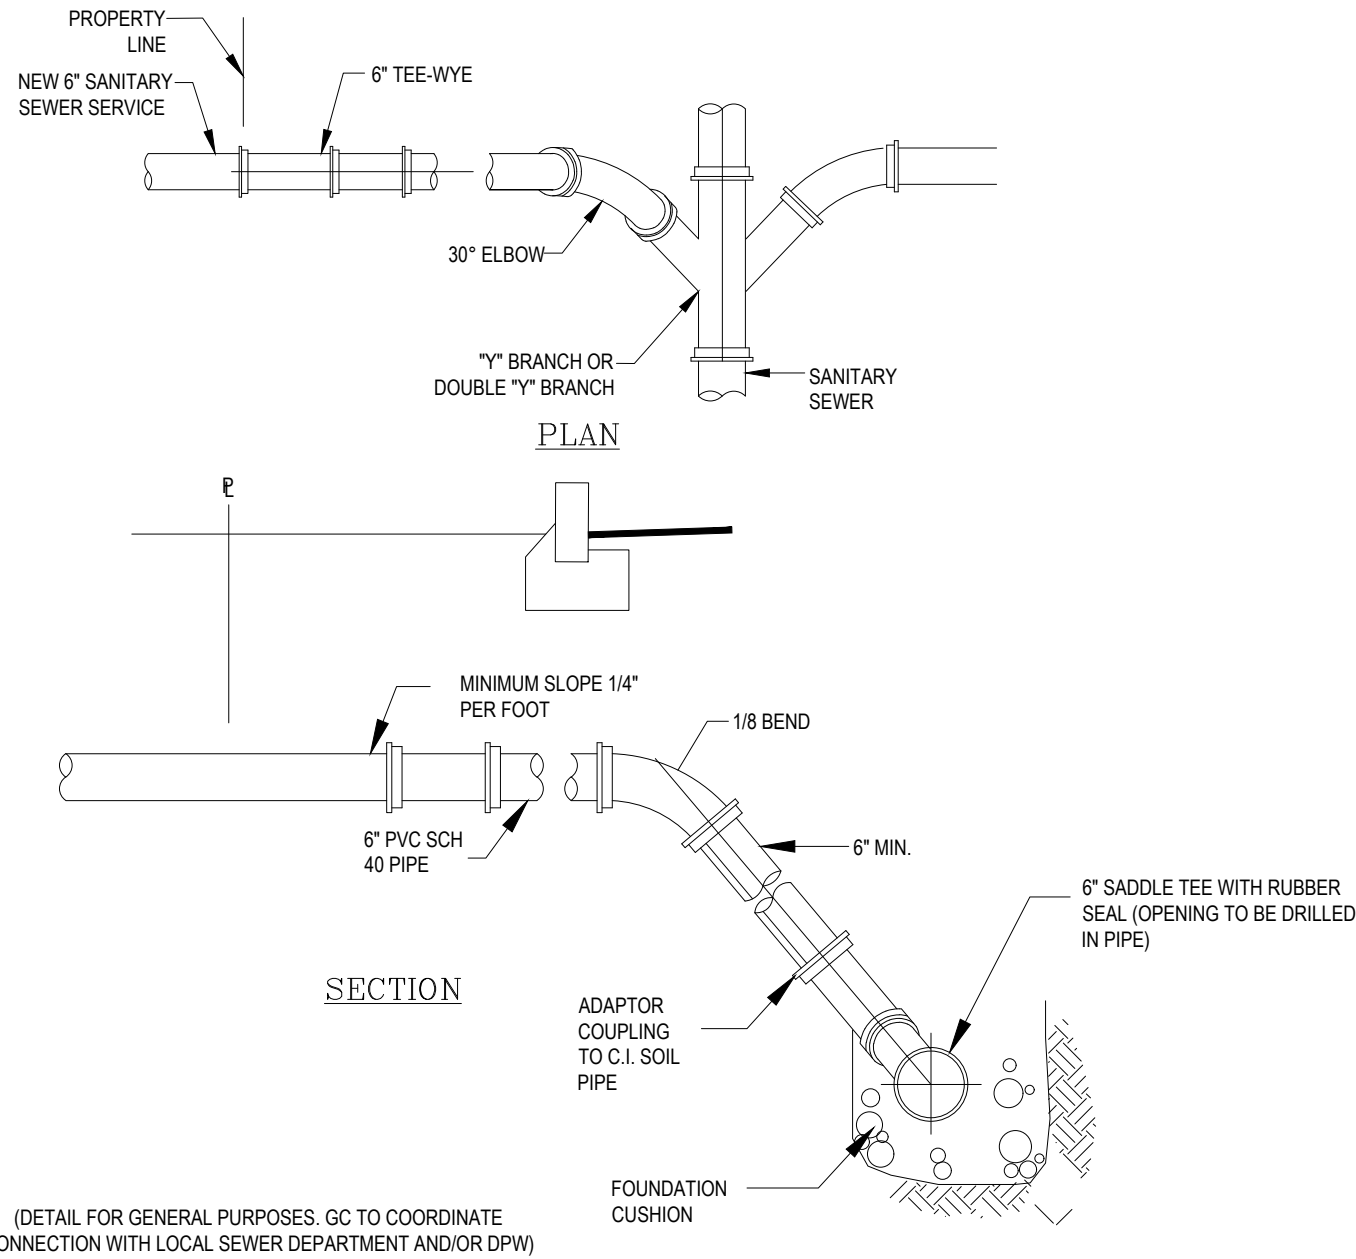 PROPERTY
LINE
NEW 6" SANITARY
SEWER SERVICE
6" TEE-WYE
30° ELBOW
"Y" BRANCH OR
DOUBLE "Y" BRANCH
SANITARY
SEWER
PLAN
PL
MINIMUM SLOPE 1/4"
PER FOOT
1/8 BEND
6" PVC SCH
40 PIPE
6" MIN.
6" SADDLE TEE WITH RUBBER
SEAL (OPENING TO BE DRILLED
IN PIPE)
SECTION
ADAPTOR
COUPLING
TO C.I. SOIL
PIPE
FOUNDATION
CUSHION
(DETAIL FOR GENERAL PURPOSES. GC TO COORDINATE
ONNECTION WITH LOCAL SEWER DEPARTMENT AND/OR DPW)